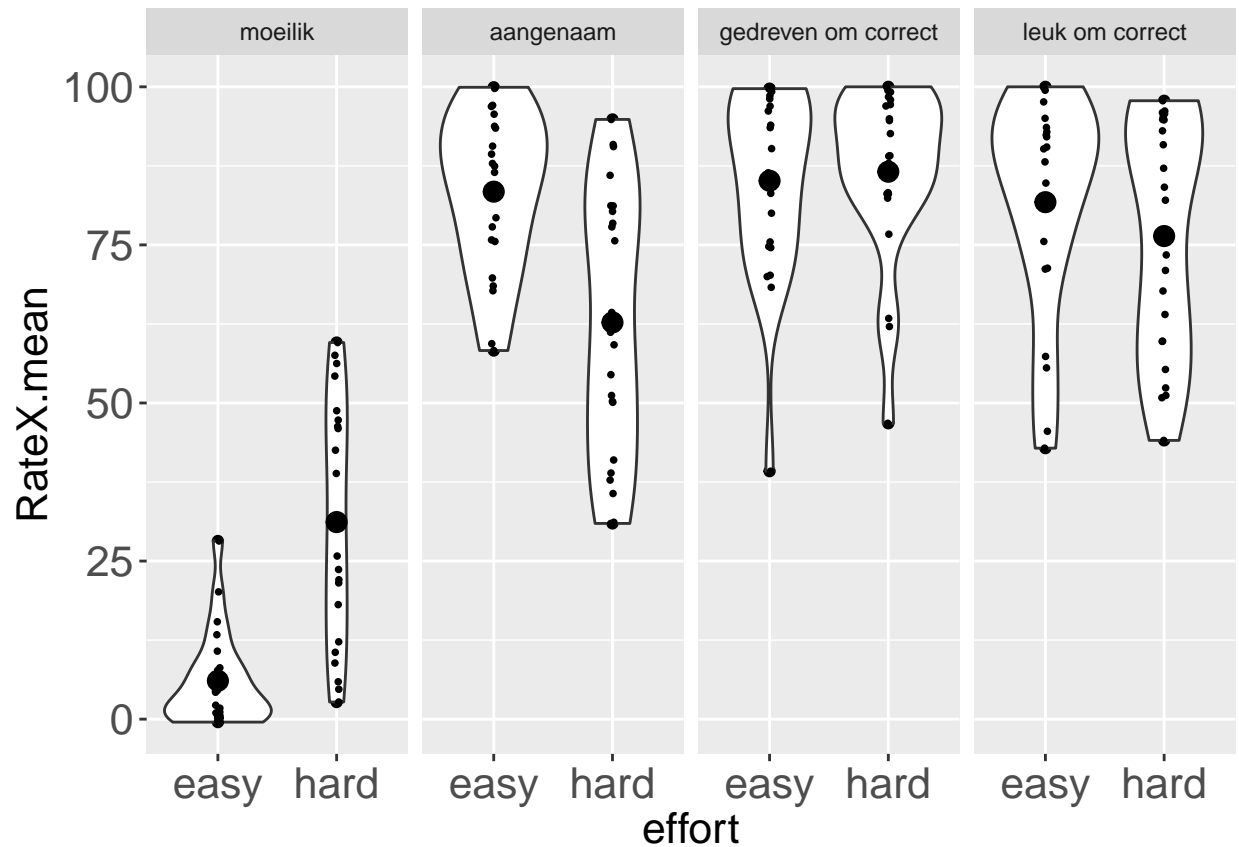 moeilik
aangenaam
gedreven om correct
leuk om correct
RateX.mean
100
75
50
25
0
easy hard easy hard easy hard easy hard
effort